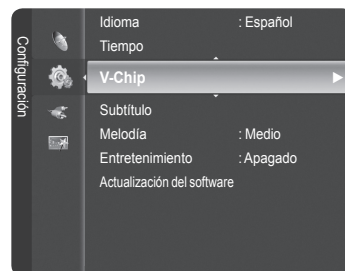 Configuración
Idioma : Español
Tiempo
V-Chip
Subtítulo
Melodía : Medio
Entretenimiento : Apagado
Actualización del software